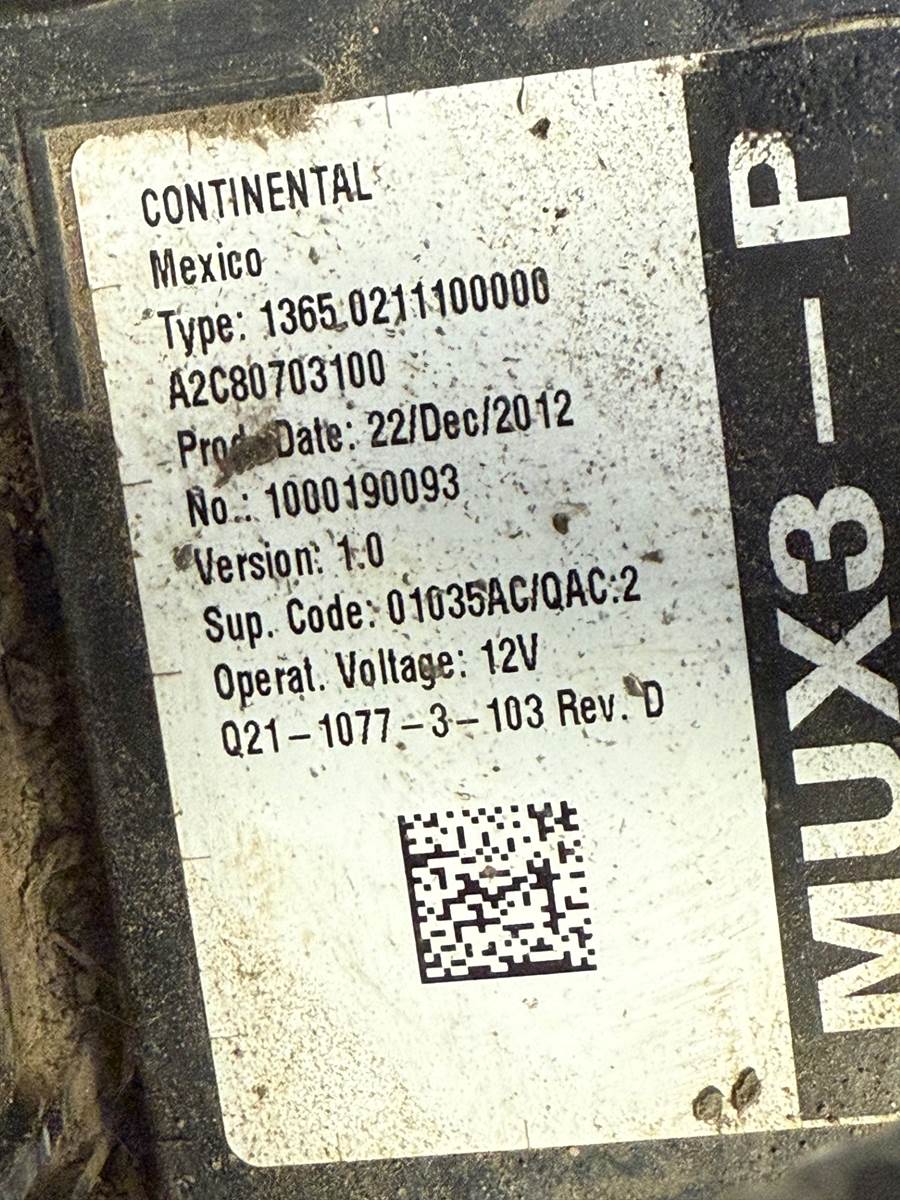 CONTINENTAL
Mexico
Type: 1365.0211100000
A2C80703100
Prod. Date: 22/Dec/2012
No.: 1000190093
Version: 1.0
Sup. Code: 01035AC/QAC:2
Operat. Voltage: 12V
Q21-1077-3-103 Rev. D
MUX3-P